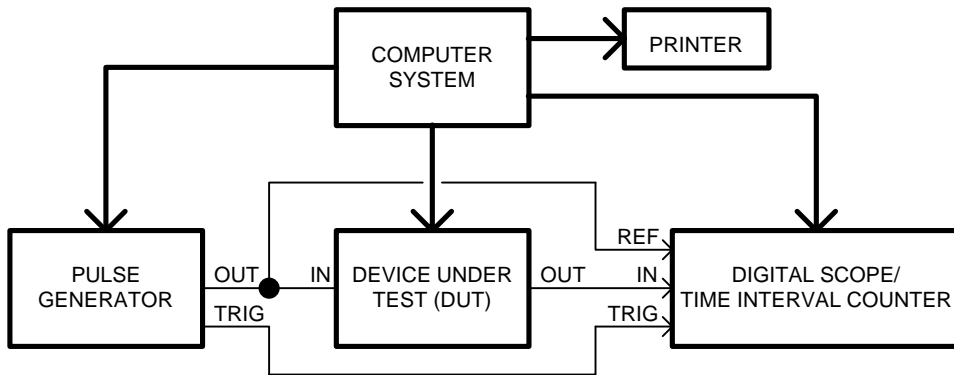 COMPUTER
SYSTEM
PRINTER
PULSE
GENERATOR
OUT
TRIG
IN
DEVICE UNDER
TEST (DUT)
OUT
REF
IN
TRIG
DIGITAL SCOPE/
TIME INTERVAL COUNTER